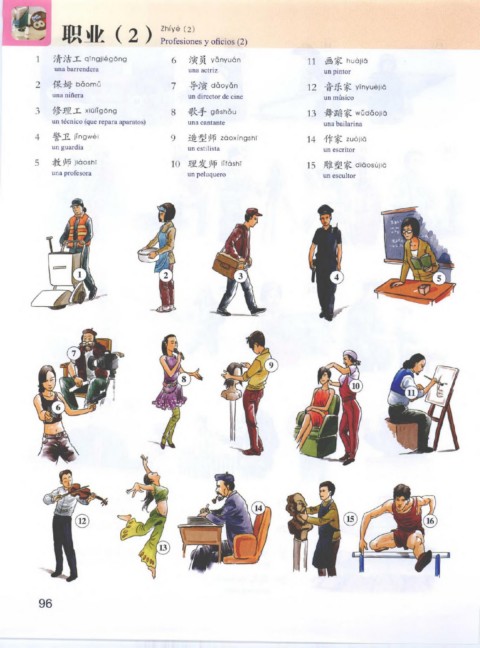 职业（2） Zhíyè（2）
Profesiones y oficios (2)
1 清洁工 qīngjiégōng
una barrendera
2 保姆 bǎomǔ
una niñera
3 修理工 xiūlǐgōng
un técnico (que repara aparatos)
4 警卫 jǐngwèi
un guardia
5 教师 jiàoshī
una profesora
6 演员 yǎnyuán
una actriz
7 导演 dǎoyǎn
un director de cine
8 歌手 gēshǒu
una cantante
9 造型师 zàoxíngshī
un estilista
10 理发师 lǐfàshī
un peluquero
11 画家 huàjiā
un pintor
12 音乐家 yīnyuèjiā
un músico
13 舞蹈家 wǔdǎojiā
una bailarina
14 作家 zuòjiā
un escritor
15 雕塑家 diāosùjiā
un escultor
1
2
3
4
5
6
7
8
9
10
11
12
13
14
15
16
96